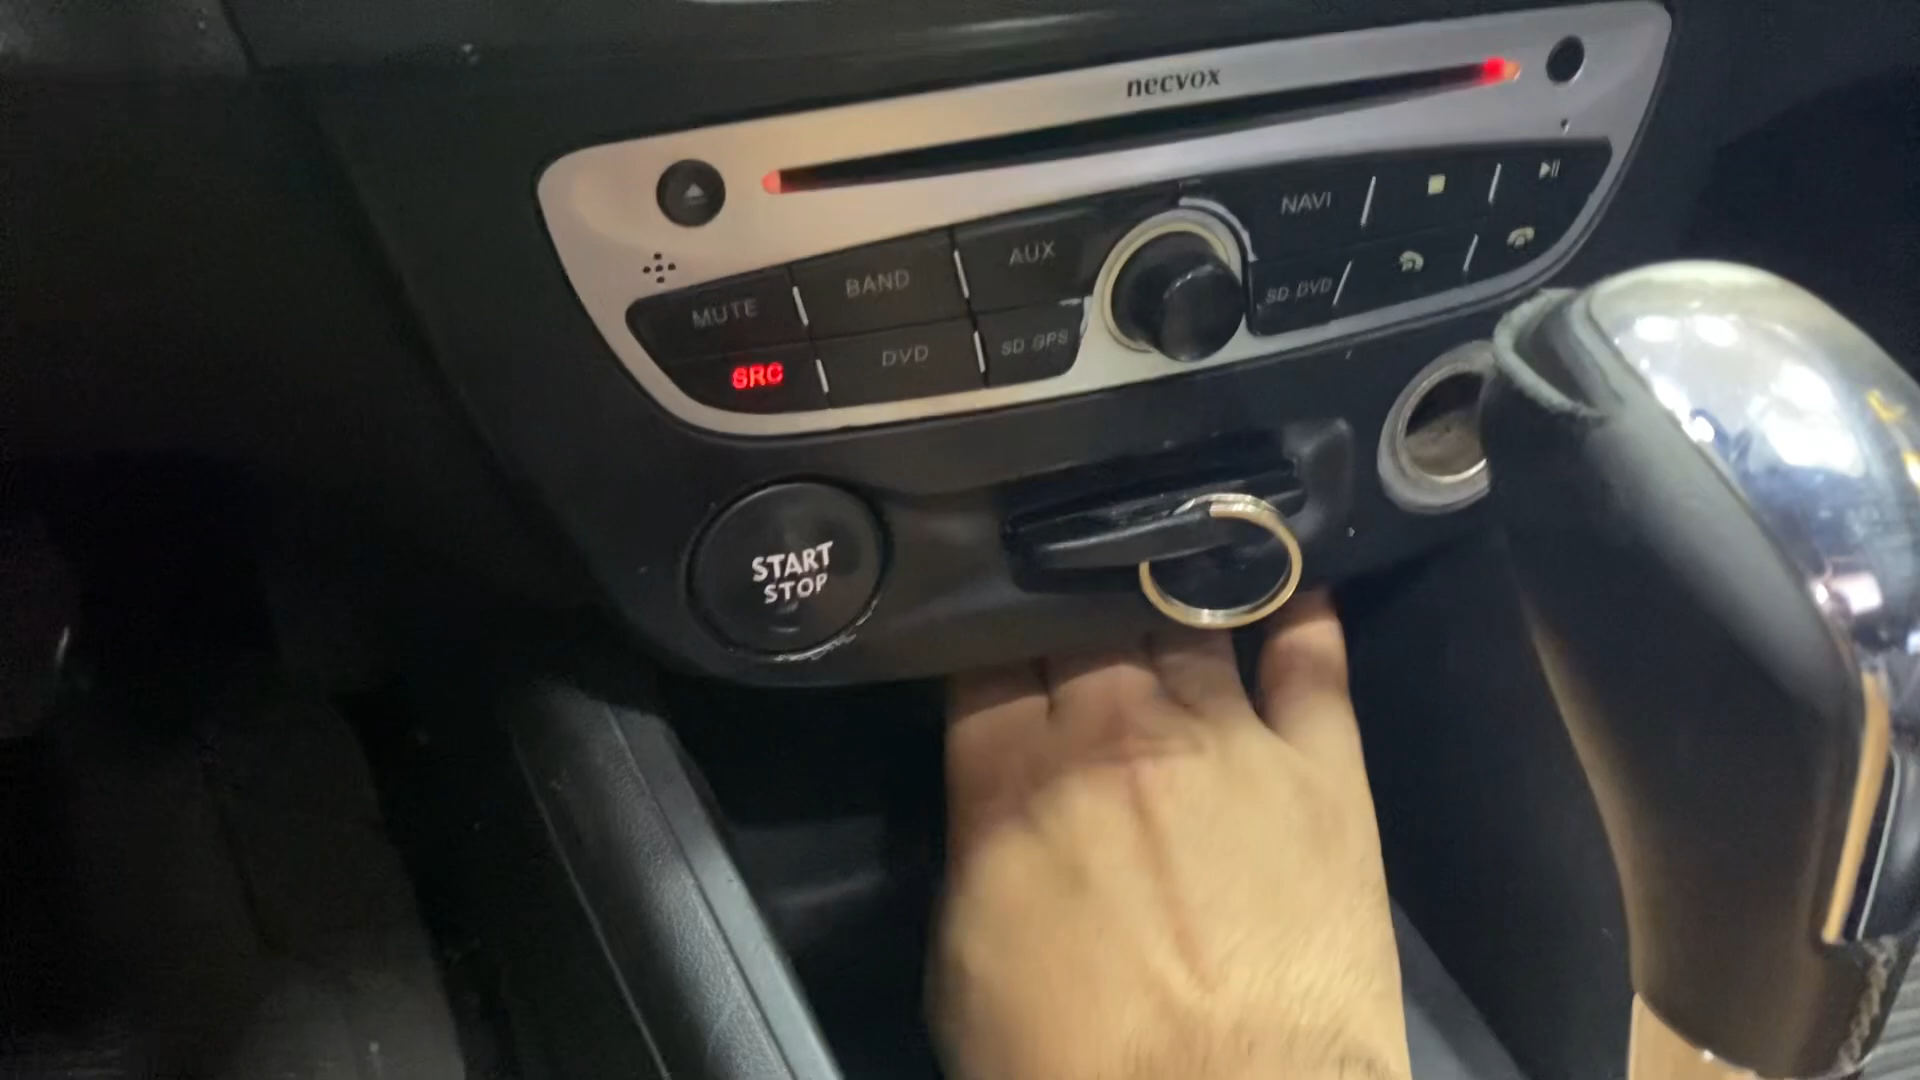 necvox
MUTE
BAND
AUX
NAVI
SRC
DVD
SD GPS
SD DVD
START
STOP